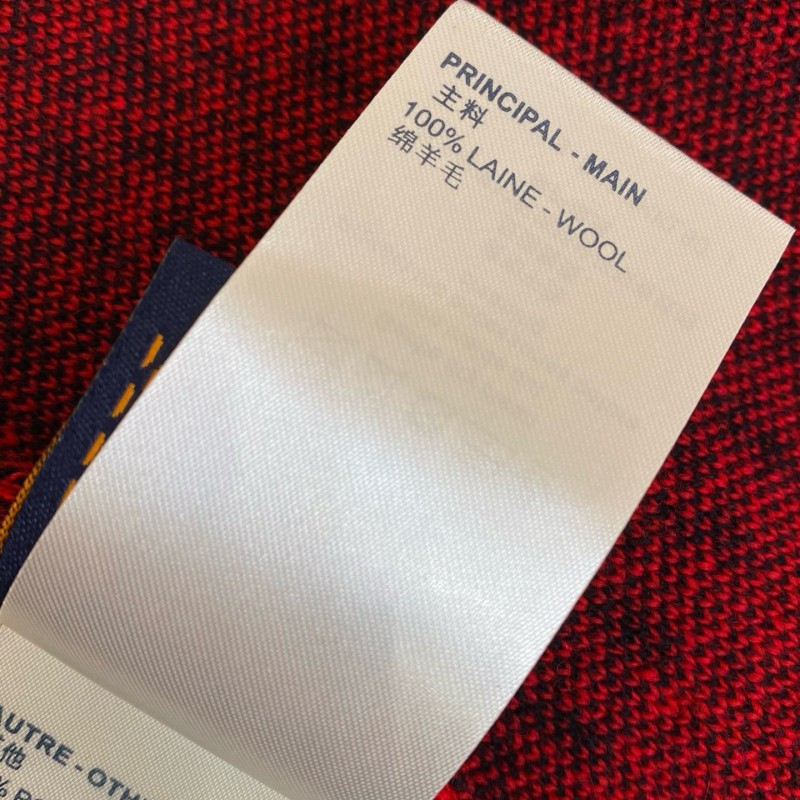 PRINCIPAL - MAIN
主料
100% LAINE - WOOL
绵羊毛
AUTRE - OTH
他